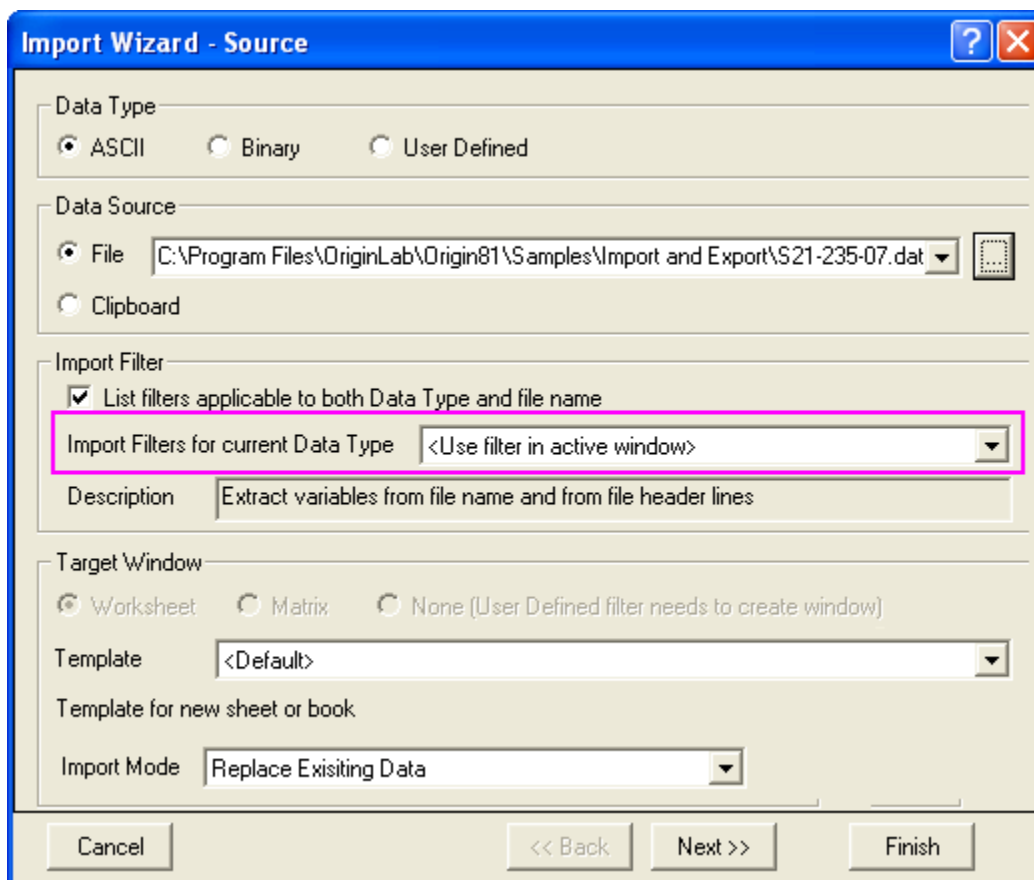 Import Wizard - Source
Data Type
ASCII Binary User Defined
Data Source
File C:\Program Files\OriginLab\Origin81\Samples\Import and Export\S21-235-07.dat ...
Clipboard
Import Filter
List filters applicable to both Data Type and file name
Import Filters for current Data Type <Use filter in active window>
Description Extract variables from file name and from file header lines
Target Window
Worksheet Matrix None (User Defined filter needs to create window)
Template <Default>
Template for new sheet or book
Import Mode Replace Exisiting Data
Cancel << Back Next >> Finish